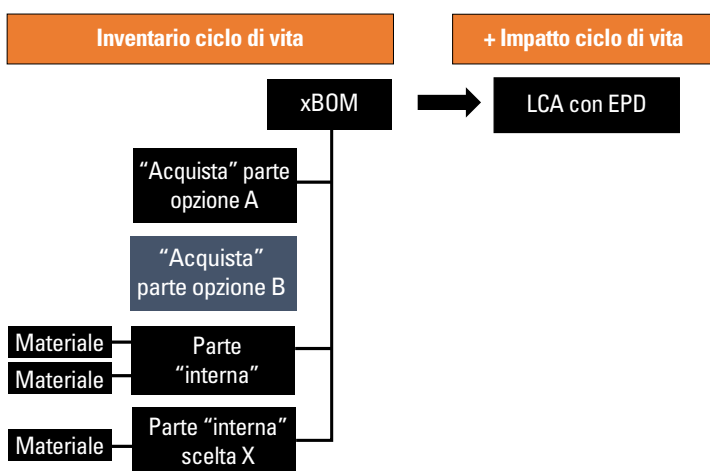 Inventario ciclo di vita
+ Impatto ciclo di vita
xBOM
LCA con EPD
“Acquista” parte
opzione A
“Acquista”
parte opzione B
Materiale
Materiale
Parte
“interna”
Materiale
Parte “interna”
scelta X